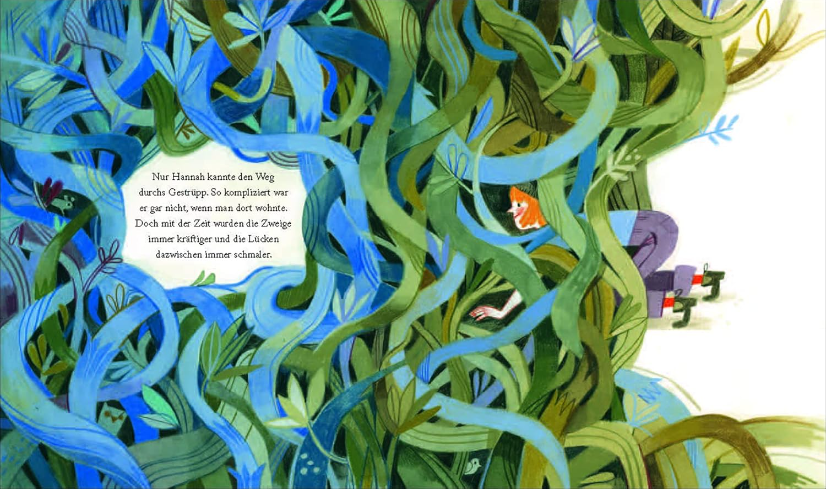 Nur Hannah kannte den Weg
durchs Gestrüpp. So kompliziert war
er gar nicht, wenn man dort wohnte.
Doch mit der Zeit wurden die Zweige
immer kräftiger und die Lücken
dazwischen immer schmaler.